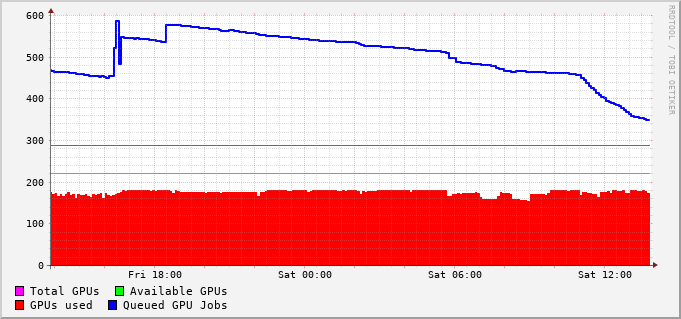 600
500
400
300
200
100
0
Fri 18:00 Sat 00:00 Sat 06:00 Sat 12:00
Total GPUs Available GPUs
GPUs used Queued GPU Jobs
RRDTOOL / TOBI OETIKER